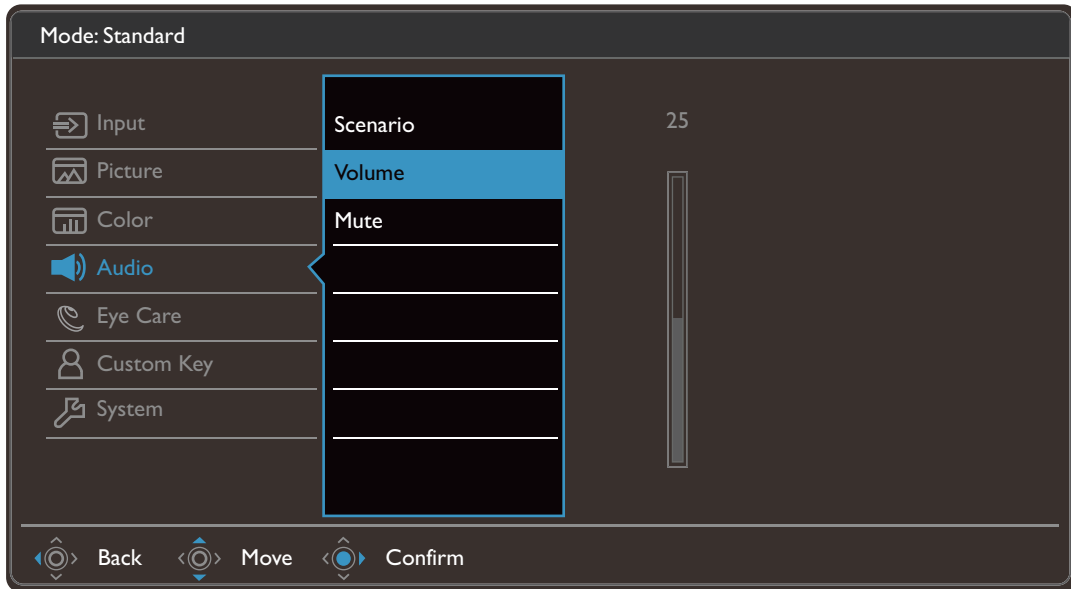 Mode: Standard
Input
Picture
Color
Audio
Eye Care
Custom Key
System
Scenario
Volume
Mute
25
Back Move Confirm